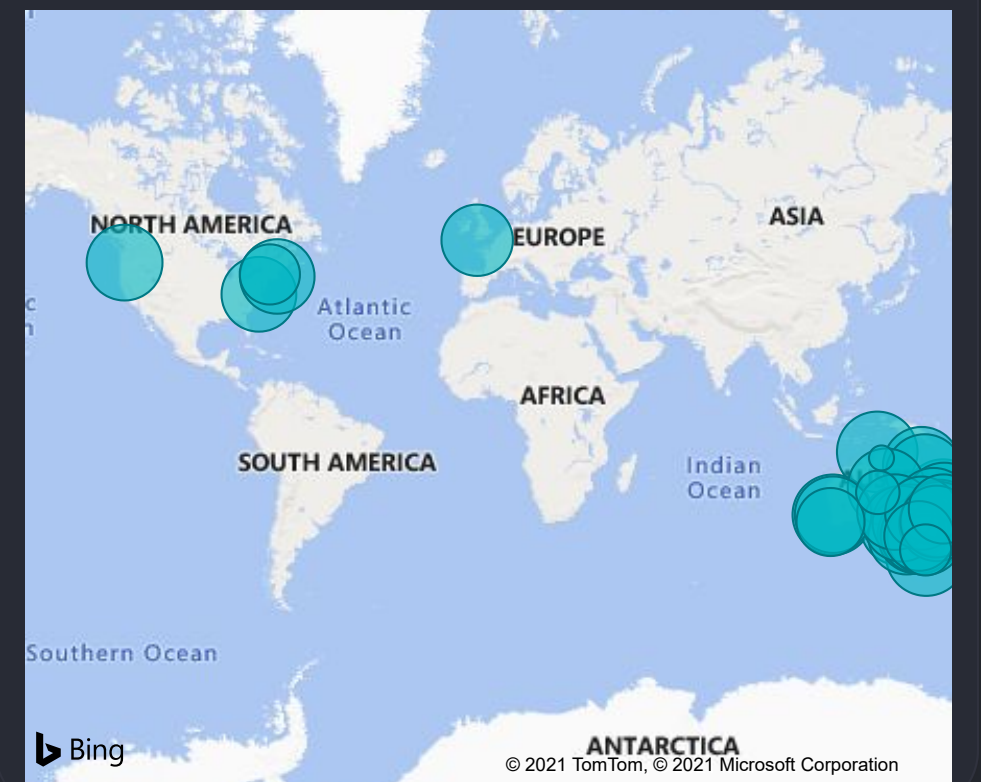 NORTH AMERICA
ASIA
EUROPE
Atlantic
Ocean
AFRICA
SOUTH AMERICA
Indian
Ocean
Southern Ocean
Bing
ANTARCTICA
© 2021 TomTom, © 2021 Microsoft Corporation